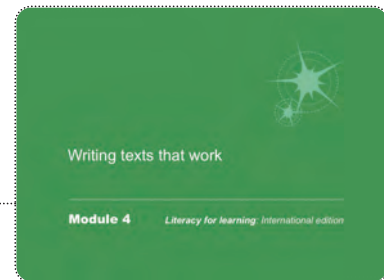 Writing texts that work
Module 4 Literacy for learning: International edition